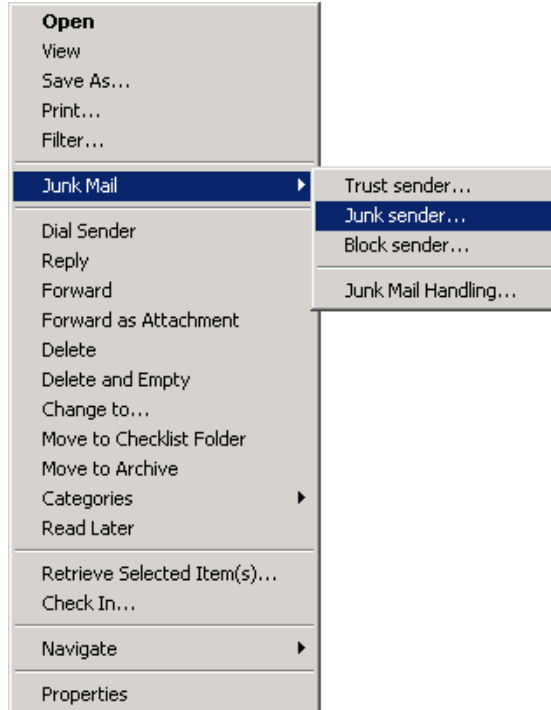 Open
View
Save As...
Print...
Filter...
Junk Mail
Trust sender...
Junk sender...
Block sender...
Junk Mail Handling...
Dial Sender
Reply
Forward
Forward as Attachment
Delete
Delete and Empty
Change to...
Move to Checklist Folder
Move to Archive
Categories
Read Later
Retrieve Selected Item(s)...
Check In...
Navigate
Properties